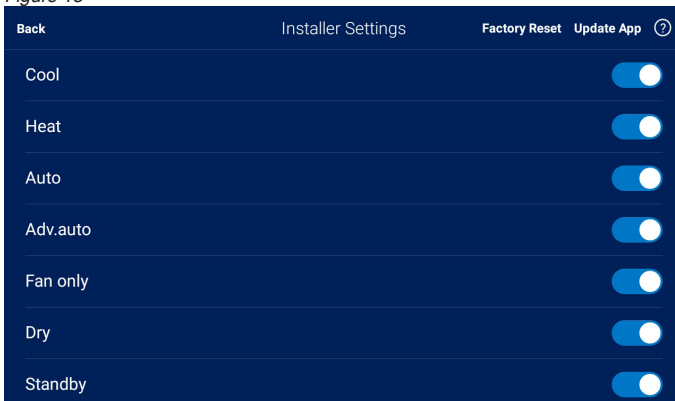 Back Installer Settings Factory Reset Update App ?
Cool
Heat
Auto
Adv.auto
Fan only
Dry
Standby